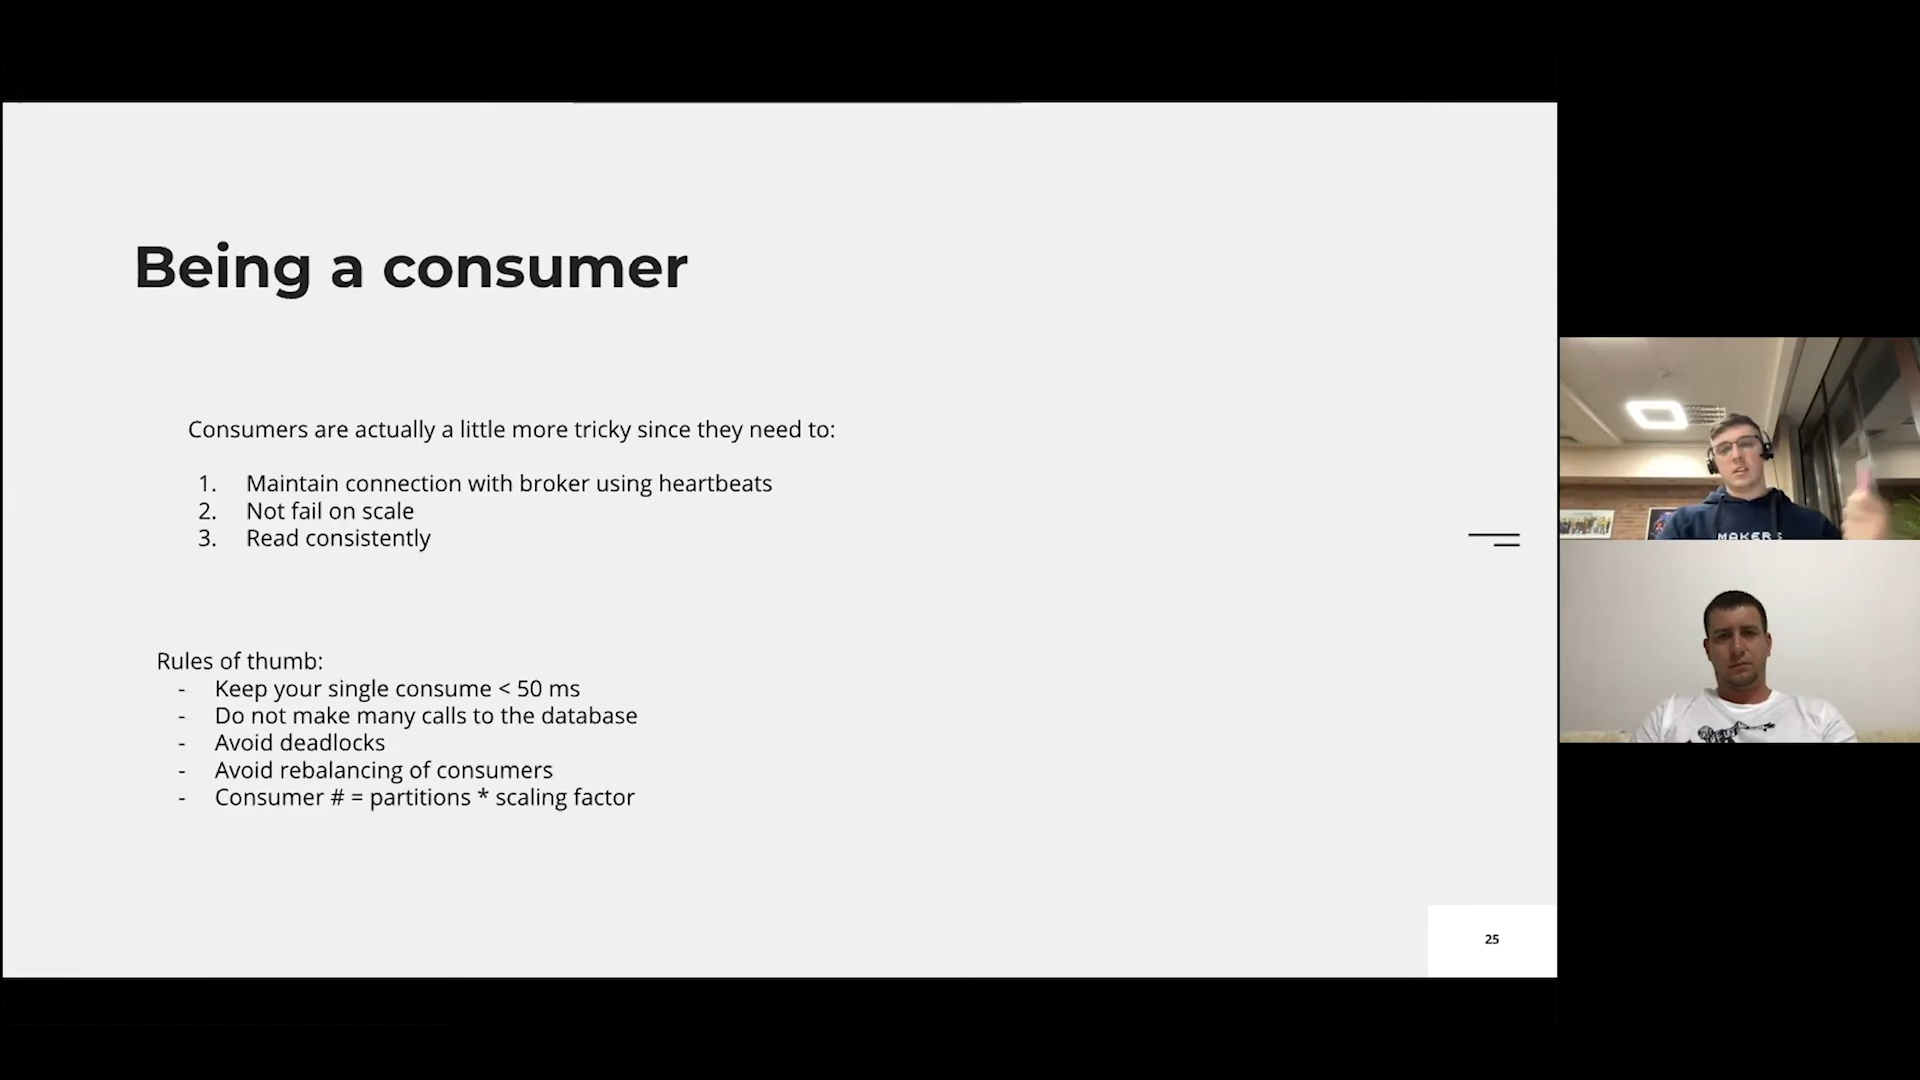 Being a consumer
Consumers are actually a little more tricky since they need to:
1. Maintain connection with broker using heartbeats
2. Not fail on scale
3. Read consistently
Rules of thumb:
- Keep your single consume < 50 ms
- Do not make many calls to the database
- Avoid deadlocks
- Avoid rebalancing of consumers
- Consumer # = partitions * scaling factor
25
MAKERS